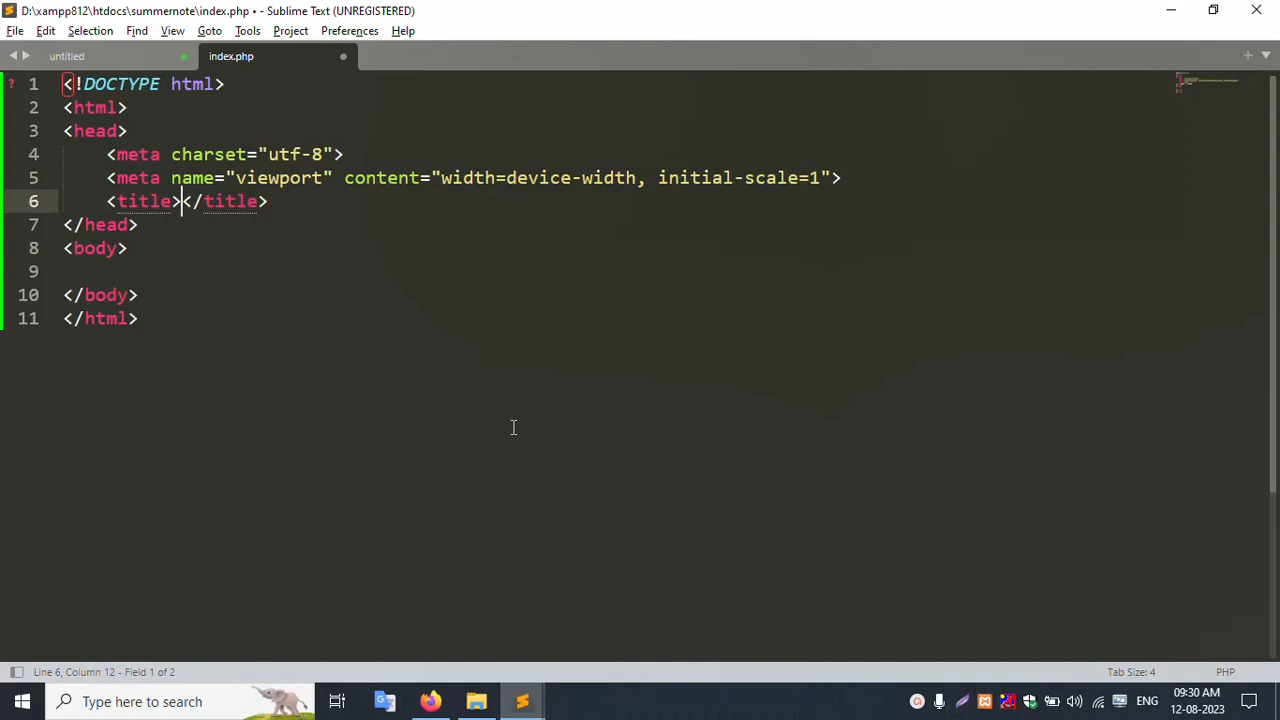 D:\xampp812\htdocs\summernote\index.php • - Sublime Text (UNREGISTERED)
File Edit Selection Find View Goto Tools Project Preferences Help
untitled index.php
1 <!DOCTYPE html>
2 <html>
3 <head>
4 <meta charset="utf-8">
5 <meta name="viewport" content="width=device-width, initial-scale=1">
6 <title></title>
7 </head>
8 <body>
9
10 </body>
11 </html>
Line 6, Column 12 - Field 1 of 2 Tab Size: 4 PHP
Type here to search ENG 09:30 AM
12-08-2023